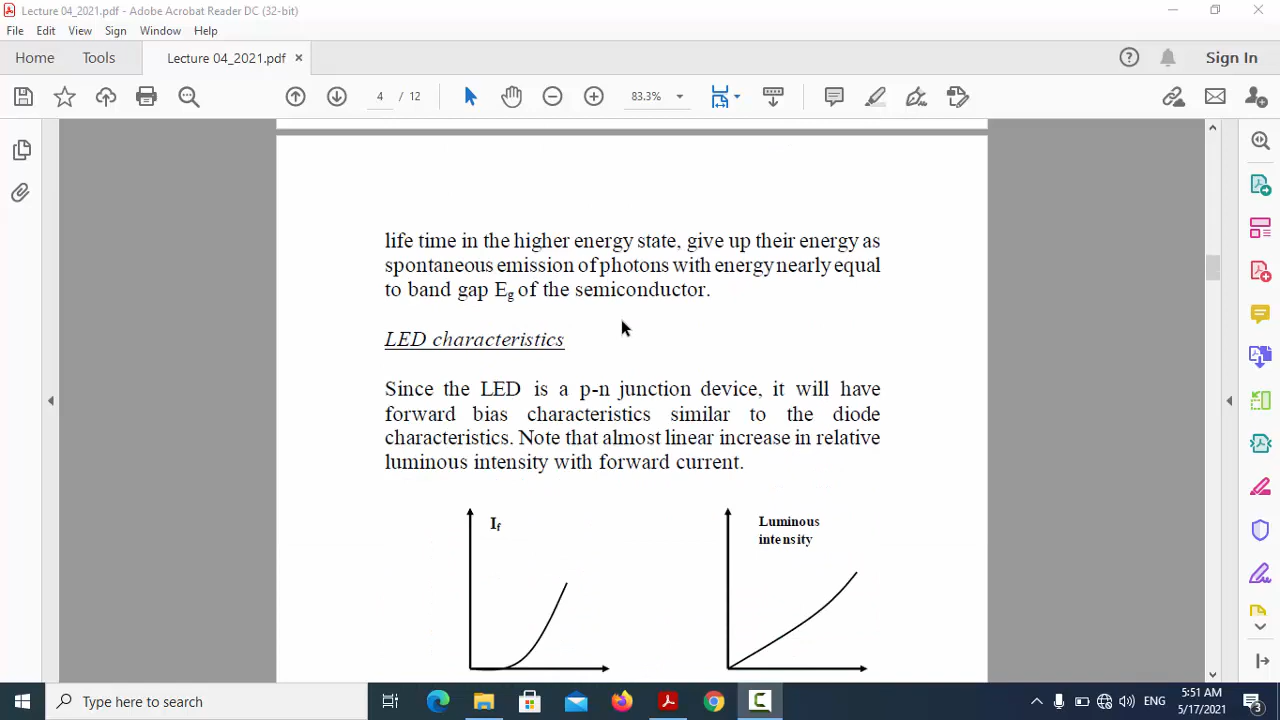 Lecture 04_2021.pdf - Adobe Acrobat Reader DC (32-bit)
File Edit View Sign Window Help
Home Tools Lecture 04_2021.pdf × Sign In
4 / 12 83.3%
life time in the higher energy state, give up their energy as
spontaneous emission of photons with energy nearly equal
to band gap Eg of the semiconductor.
LED characteristics
Since the LED is a p-n junction device, it will have
forward bias characteristics similar to the diode
characteristics. Note that almost linear increase in relative
luminous intensity with forward current.
If
Luminous
intensity
Type here to search
ENG
5:51 AM
5/17/2021
3